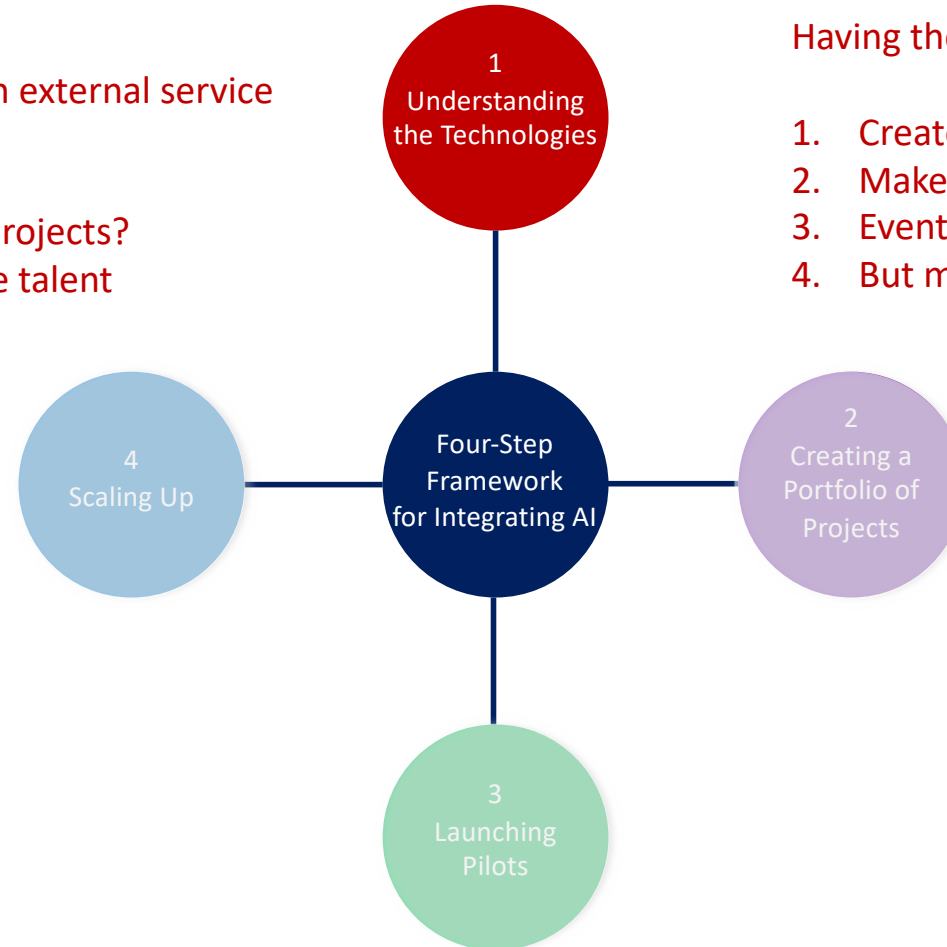 n external service
rojects?
e talent
1
Understanding
the Technologies
Having the
1. Create
2. Make
3. Event
4. But m
4
Scaling Up
Four-Step
Framework
for Integrating AI
2
Creating a
Portfolio of
Projects
3
Launching
Pilots